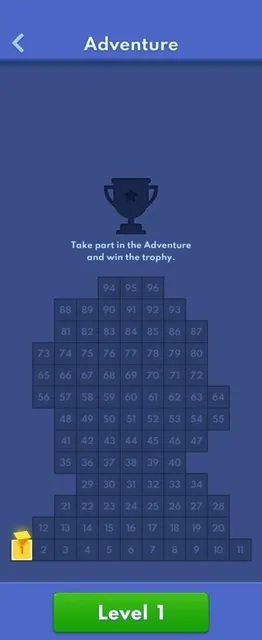 Adventure
Take part in the Adventure
and win the trophy.
94 95 96
88 89 90 91 92 93
81 82 83 84 85 86 87
73 74 75 76 77 78 79 80
65 66 67 68 69 70 71 72
56 57 58 59 60 61 62 63 64
48 49 50 51 52 53 54 55
41 42 43 44 45 46 47
35 36 37 38 39 40
29 30 31 32 33 34
21 22 23 24 25 26 27 28
12 13 14 15 16 17 18 19 20
1 2 3 4 5 6 7 8 9 10 11
Level 1